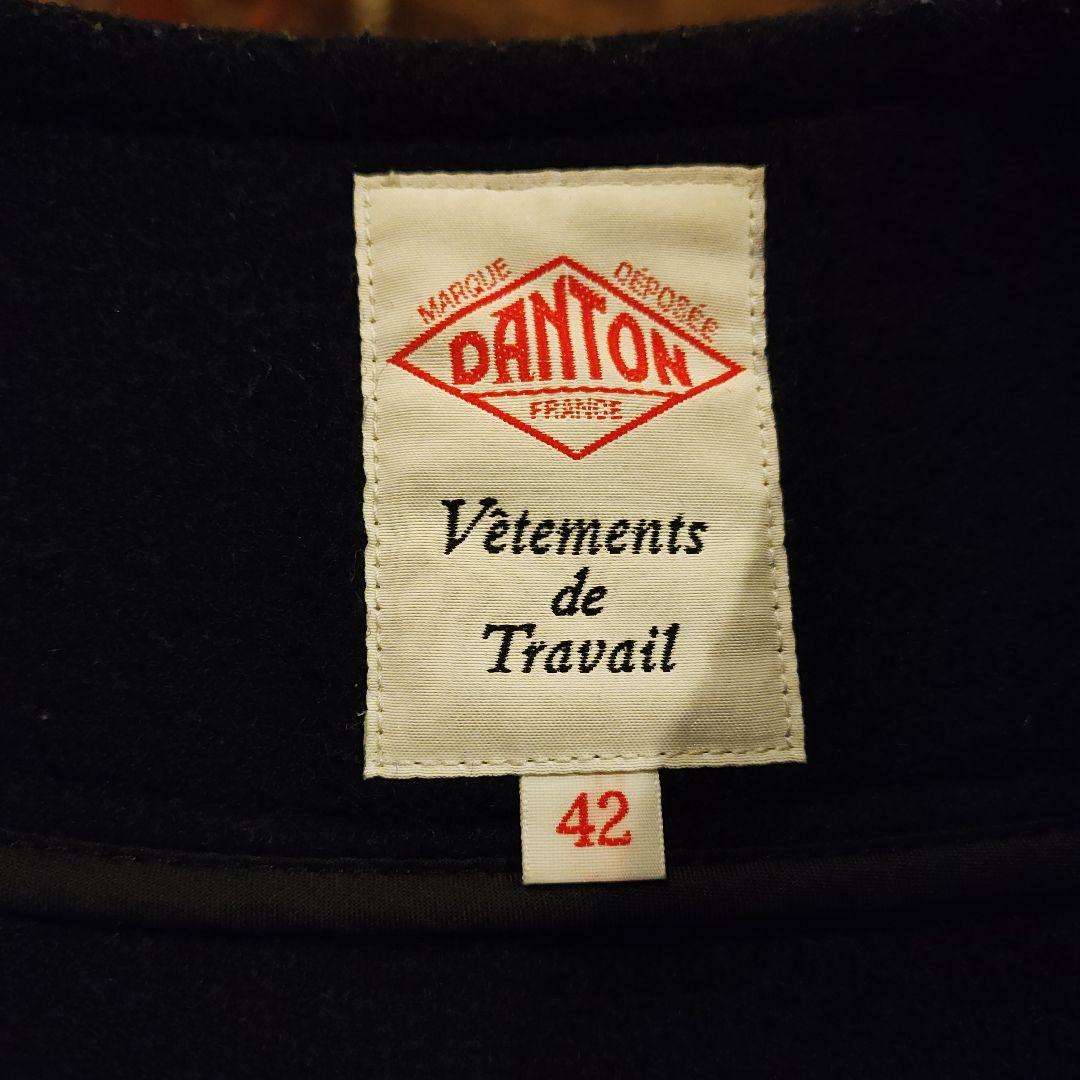 MARQUE DÉPOSÉE
DANTON
FRANCE
Vêtements
de
Travail
42